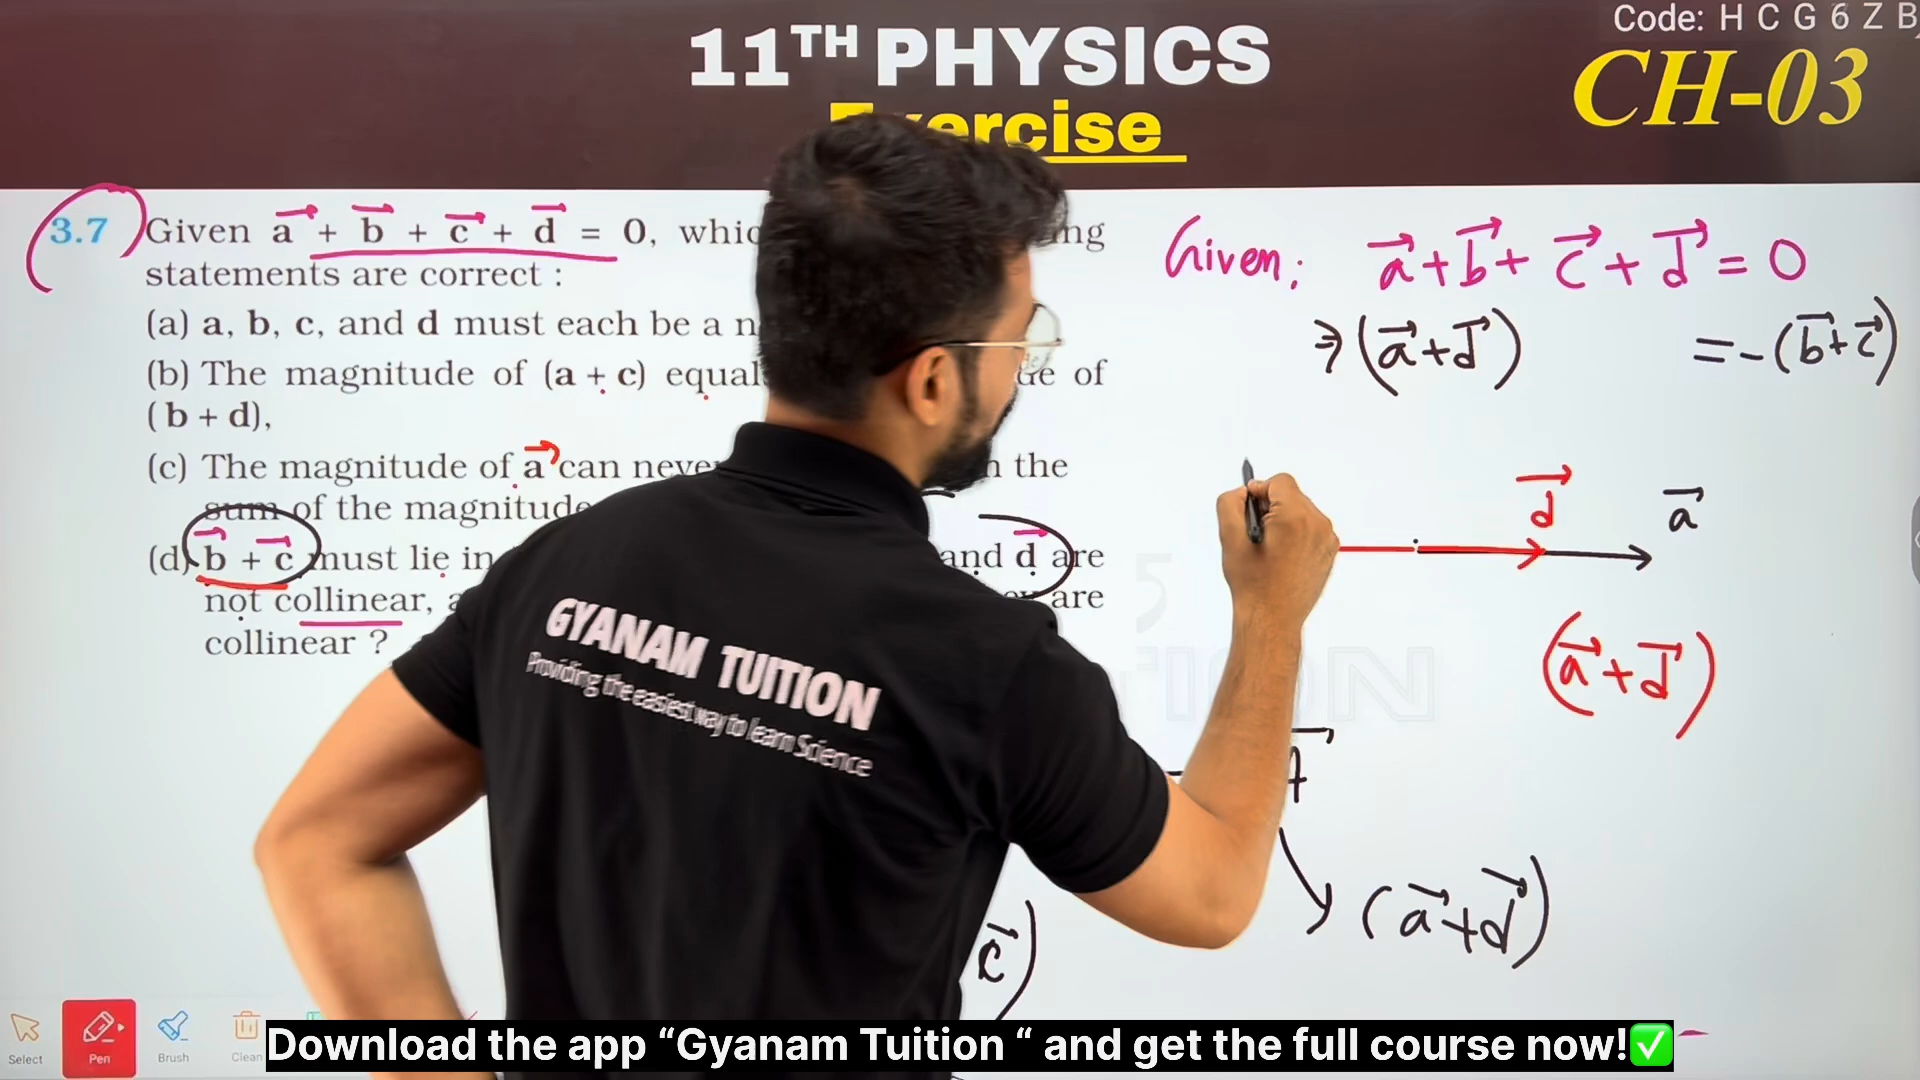 Code: H C G 6 Z B
11TH PHYSICS
Exercise
CH-03
3.7 Given a + b + c + d = 0,
statements are correct :
(a) a, b, c, and d must each be a
(b) The magnitude of (a + c) of
( b + d),
(c) The magnitude of a can the
sum of the magnitude
(d) b + c must lie in and d are
not collinear, are
collinear ?
Given: a + b + c + d = 0
⇒ (a + d) = - (b + c)
d
a
(a + d)
(a + d)
c)
GYANAM TUITION
Providing the easiest way to learn Science
Select
Pen
Brush
Clean
Download the app “Gyanam Tuition “ and get the full course now!✅